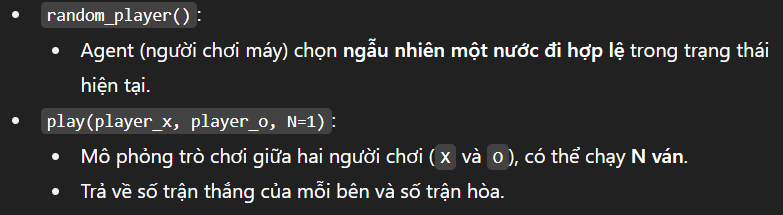 random_player():
Agent (người chơi máy) chọn ngẫu nhiên một nước đi hợp lệ trong trạng thái
hiện tại.
play(player_x, player_o, N=1):
Mô phỏng trò chơi giữa hai người chơi (X và O), có thể chạy N ván.
Trả về số trận thắng của mỗi bên và số trận hòa.